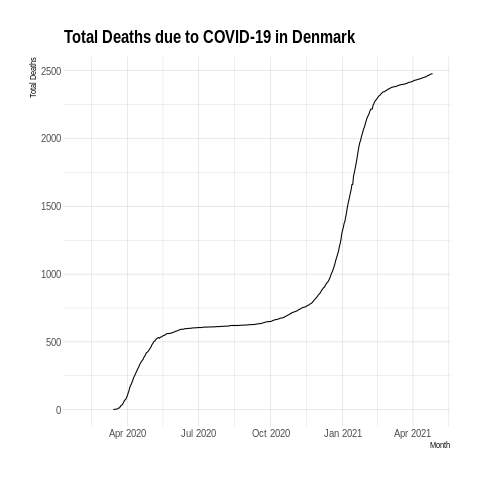 Total Deaths due to COVID-19 in Denmark
Total Deaths
2500
2000
1500
1000
500
0
Apr 2020 Jul 2020 Oct 2020 Jan 2021 Apr 2021
Month